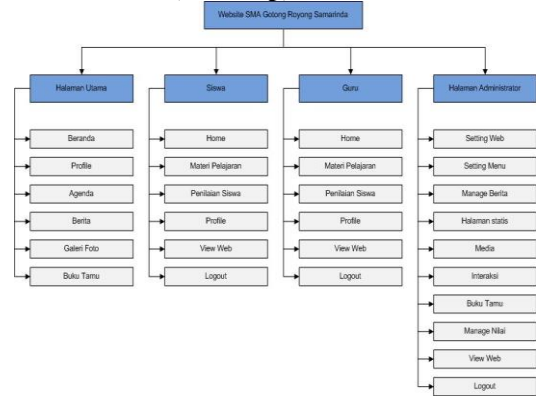 Website SMA Gotong Royong Samarinda
Halaman Utama
Siswa
Guru
Halaman Administrator
Beranda
Profile
Agenda
Berita
Galeri Foto
Buku Tamu
Home
Materi Pelajaran
Penilaian Siswa
Profile
View Web
Logout
Home
Materi Pelajaran
Penilaian Siswa
Profile
View Web
Logout
Setting Web
Setting Menu
Manage Berita
Halaman statis
Media
Interaksi
Buku Tamu
Manage Nilai
View Web
Logout